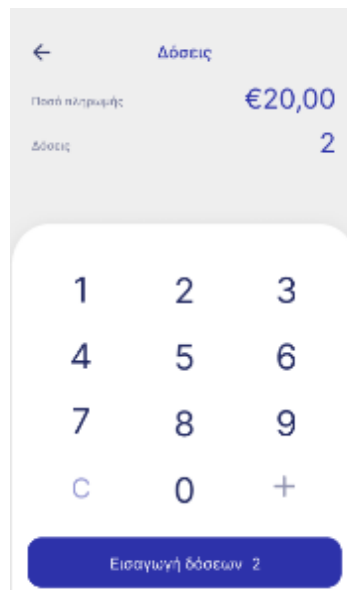 Δόσεις
Ποσό πληρωμής €20,00
Δόσεις 2
1 2 3
4 5 6
7 8 9
C 0 +
Εισαγωγή δόσεων 2